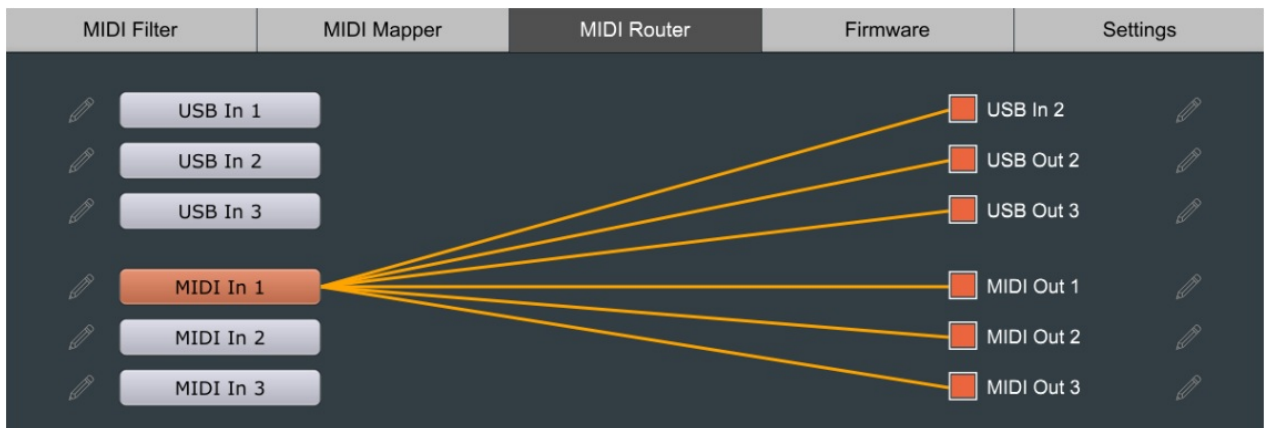 MIDI Filter MIDI Mapper MIDI Router Firmware Settings
USB In 1 USB In 2
USB In 2 USB Out 2
USB In 3 USB Out 3
MIDI In 1 MIDI Out 1
MIDI In 2 MIDI Out 2
MIDI In 3 MIDI Out 3